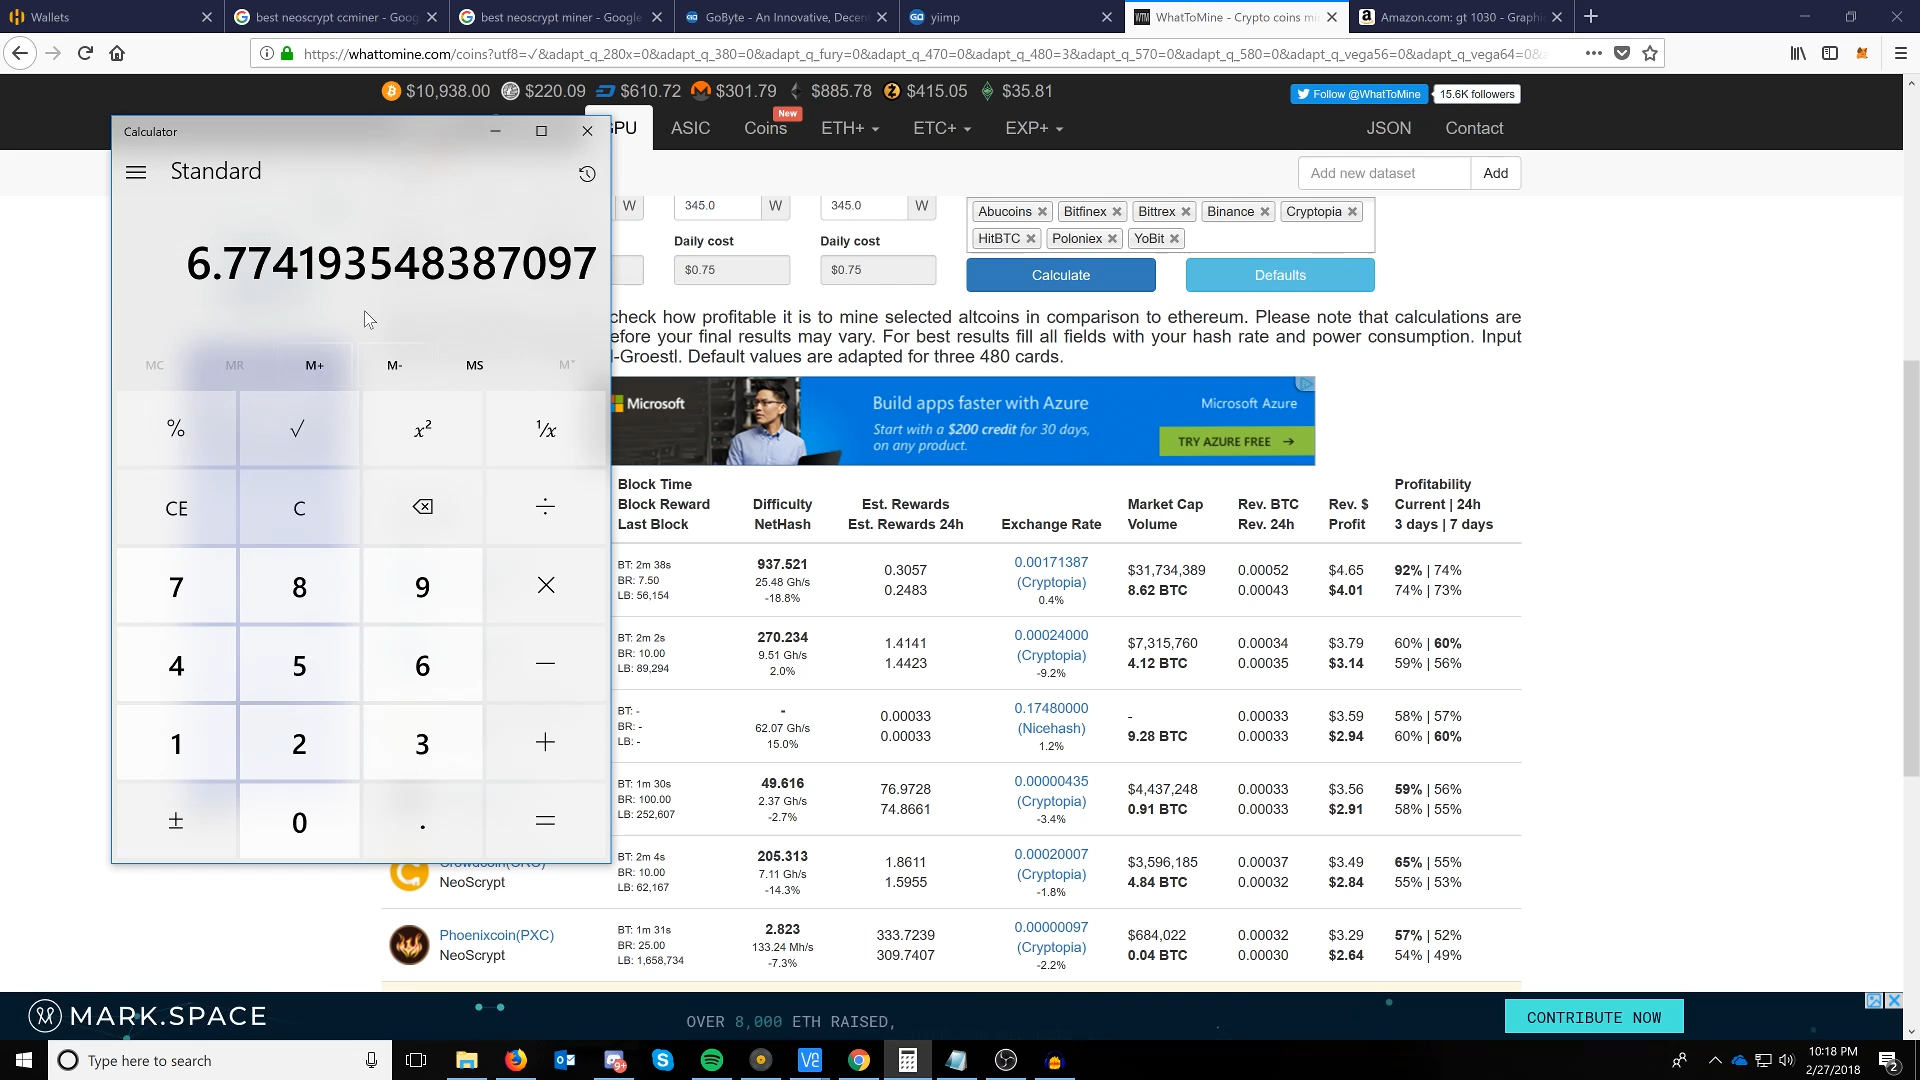 Wallets
best neoscrypt ccminer - Goog
best neoscrypt miner - Google
GoByte - An Innovative, Decen
yiimp
WhatToMine - Crypto coins mi
Amazon.com: gt 1030 - Graphi
https://whattomine.com/coins?utf8=✓&adapt_q_280x=0&adapt_q_380=0&adapt_q_fury=0&adapt_q_470=0&adapt_q_480=3&adapt_q_570=0&adapt_q_580=0&adapt_q_vega56=0&adapt_q_vega64=0&
$10,938.00 $220.09 $610.72 $301.79 $885.78 $415.05 $35.81
Follow @WhatToMine 15.6K followers
PU ASIC Coins New ETH+ ETC+ EXP+ JSON Contact
Add new dataset Add
Calculator
Standard
6.774193548387097
MC MR M+ M- MS M˅
% √ x² ¹/x
CE C ÷
7 8 9 ×
4 5 6 −
1 2 3 +
± 0 . =
W 345.0 W 345.0 W
Daily cost Daily cost
$0.75 $0.75
Abucoins Bitfinex Bittrex Binance Cryptopia
HitBTC Poloniex YoBit
Calculate Defaults
check how profitable it is to mine selected altcoins in comparison to ethereum. Please note that calculations are
efore your final results may vary. For best results fill all fields with your hash rate and power consumption. Input
l-Groestl. Default values are adapted for three 480 cards.
Microsoft
Build apps faster with Azure
Start with a $200 credit for 30 days,
on any product.
Microsoft Azure
TRY AZURE FREE →
Block Time Profitability
Block Reward Difficulty Est. Rewards Market Cap Rev. BTC Rev. $ Current | 24h
Last Block NetHash Est. Rewards 24h Exchange Rate Volume Rev. 24h Profit 3 days | 7 days
BT: 2m 38s 937.521 0.3057 0.00171387 $31,734,389 0.00052 $4.65 92% | 74%
BR: 7.50 25.48 Gh/s 0.2483 (Cryptopia) 8.62 BTC 0.00043 $4.01 74% | 73%
LB: 56,154 -18.8% 0.4%
BT: 2m 2s 270.234 1.4141 0.00024000 $7,315,760 0.00034 $3.79 60% | 60%
BR: 10.00 9.51 Gh/s 1.4423 (Cryptopia) 4.12 BTC 0.00035 $3.14 59% | 56%
LB: 89,294 2.0% -9.2%
BT: - - 0.00033 0.17480000 - 0.00033 $3.59 58% | 57%
BR: - 62.07 Gh/s 0.00033 (Nicehash) 9.28 BTC 0.00033 $2.94 60% | 60%
LB: - 15.0% 1.2%
BT: 1m 30s 49.616 76.9728 0.00000435 $4,437,248 0.00033 $3.56 59% | 56%
BR: 100.00 2.37 Gh/s 74.8661 (Cryptopia) 0.91 BTC 0.00033 $2.91 58% | 55%
LB: 252,607 -2.7% -3.4%
Crowdcoin(CRC) BT: 2m 4s 205.313 1.8611 0.00020007 $3,596,185 0.00037 $3.49 65% | 55%
NeoScrypt BR: 10.00 7.11 Gh/s 1.5955 (Cryptopia) 4.84 BTC 0.00032 $2.84 55% | 53%
LB: 62,167 -14.3% -1.8%
Phoenixcoin(PXC) BT: 1m 31s 2.823 333.7239 0.00000097 $684,022 0.00032 $3.29 57% | 52%
NeoScrypt BR: 25.00 133.24 Mh/s 309.7407 (Cryptopia) 0.04 BTC 0.00030 $2.64 54% | 49%
LB: 1,658,734 -7.3% -2.2%
MARK.SPACE
OVER 8,000 ETH RAISED,
CONTRIBUTE NOW
Type here to search
10:18 PM
2/27/2018